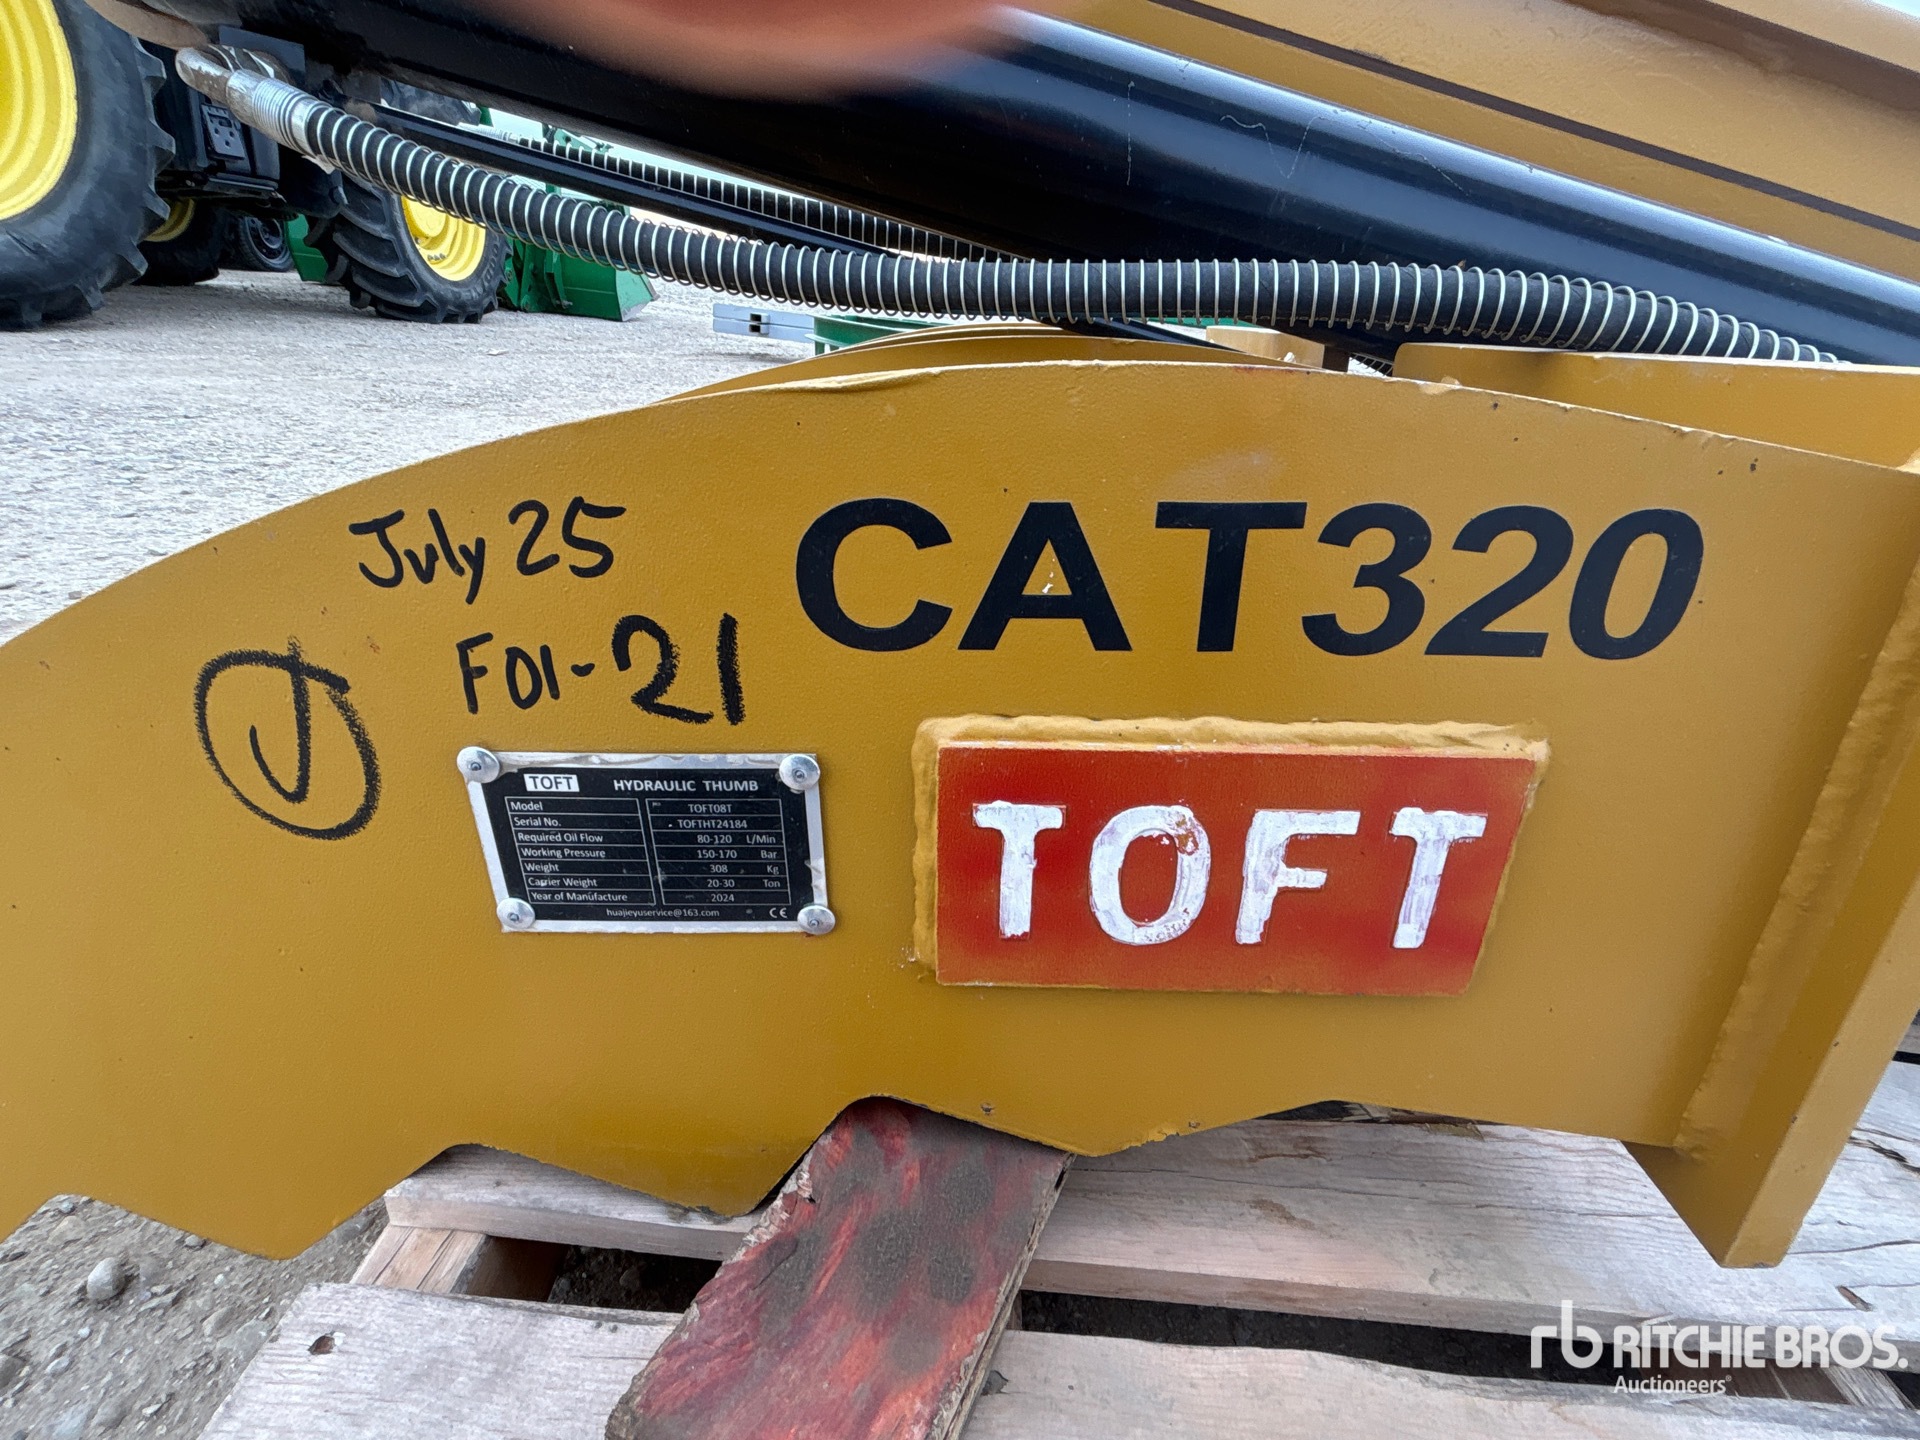 July 25
F01-21
CAT320
TOFT HYDRAULIC THUMB
Model TOFT08T
Serial No. TOFTHT24184
Required Oil Flow 80-120 L/Min
Working Pressure 150-170 Bar
Weight 308 Kg
Carrier Weight 20-30 Ton
Year of Manufacture 2024
huajieyuservice@163.com CE
TOFT
rb RITCHIE BROS.
Auctioneers®